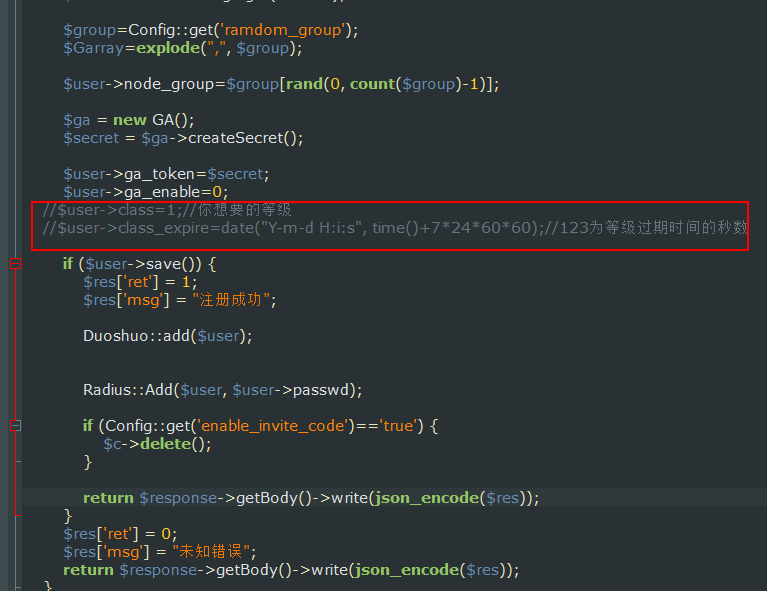 $group=Config::get('ramdom_group');
$Garray=explode(",", $group);
$user->node_group=$group[rand(0, count($group)-1)];
$ga = new GA();
$secret = $ga->createSecret();
$user->ga_token=$secret;
$user->ga_enable=0;
//$user->class=1;//你想要的等级
//$user->class_expire=date("Y-m-d H:i:s", time()+7*24*60*60);//123为等级过期时间的秒数
if ($user->save()) {
$res['ret'] = 1;
$res['msg'] = "注册成功";
Duoshuo::add($user);
Radius::Add($user, $user->passwd);
if (Config::get('enable_invite_code')=='true') {
$c->delete();
}
return $response->getBody()->write(json_encode($res));
}
$res['ret'] = 0;
$res['msg'] = "未知错误";
return $response->getBody()->write(json_encode($res));
}